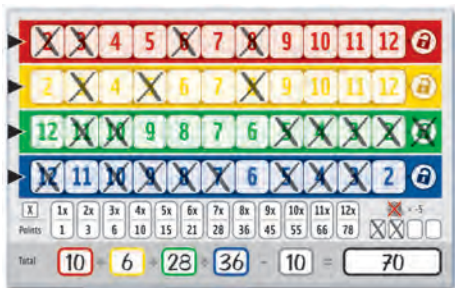 2 3 4 5 6 7 8 9 10 11 12
2 3 4 5 6 7 8 9 10 11 12
12 11 10 9 8 7 6 5 4 3 2
12 11 10 9 8 7 6 5 4 3 2
X 1x 2x 3x 4x 5x 6x 7x 8x 9x 10x 11x 12x X = -5
Points 1 3 6 10 15 21 28 36 45 55 66 78 X X
Total 10 + 6 + 28 + 36 - 10 = 70